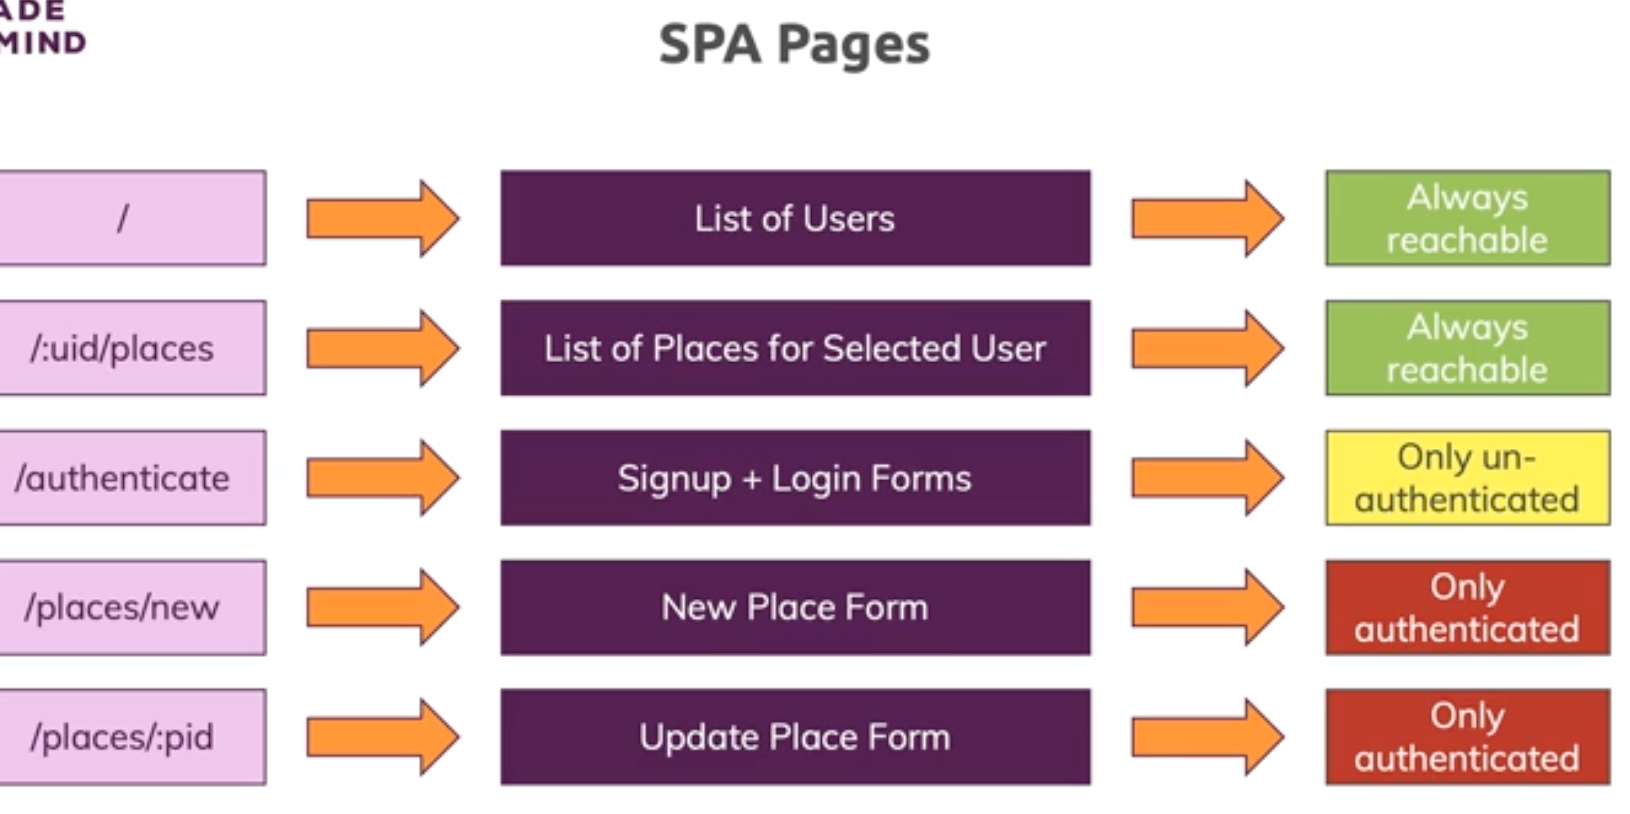 ADE
MIND
SPA Pages
/
List of Users
Always
reachable
/:uid/places
List of Places for Selected User
Always
reachable
/authenticate
Signup + Login Forms
Only un-
authenticated
/places/new
New Place Form
Only
authenticated
/places/:pid
Update Place Form
Only
authenticated